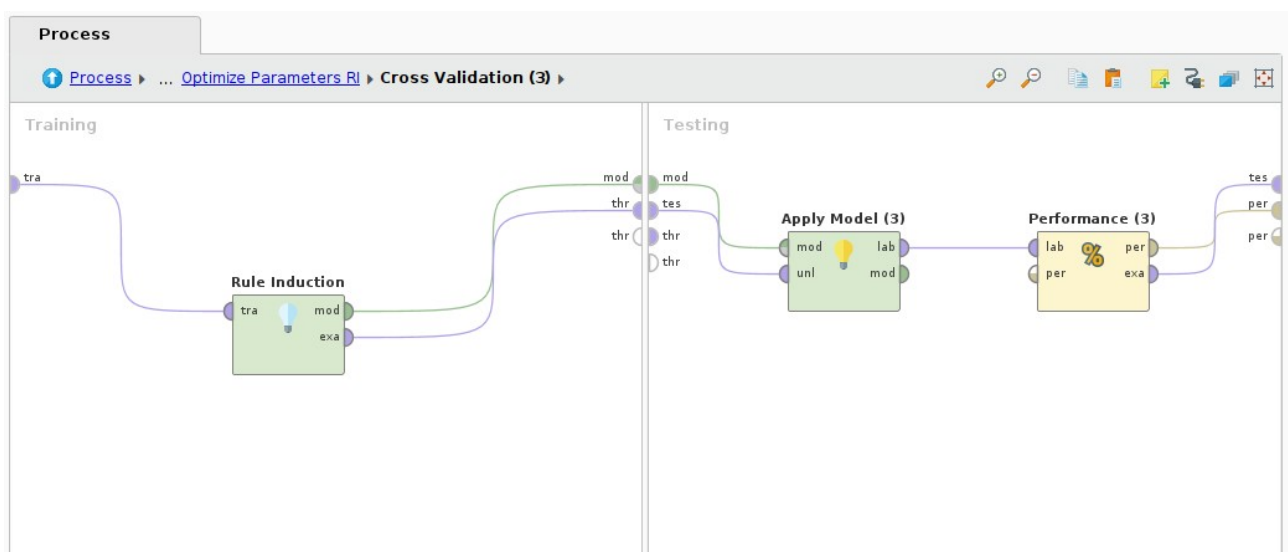 Process
Process ... Optimize Parameters RI Cross Validation (3)
Training
tra
Rule Induction
tra mod
exa
mod
thr
thr
Testing
mod
tes
thr
thr
Apply Model (3)
mod lab
unl mod
Performance (3)
lab % per
per exa
tes
per
per